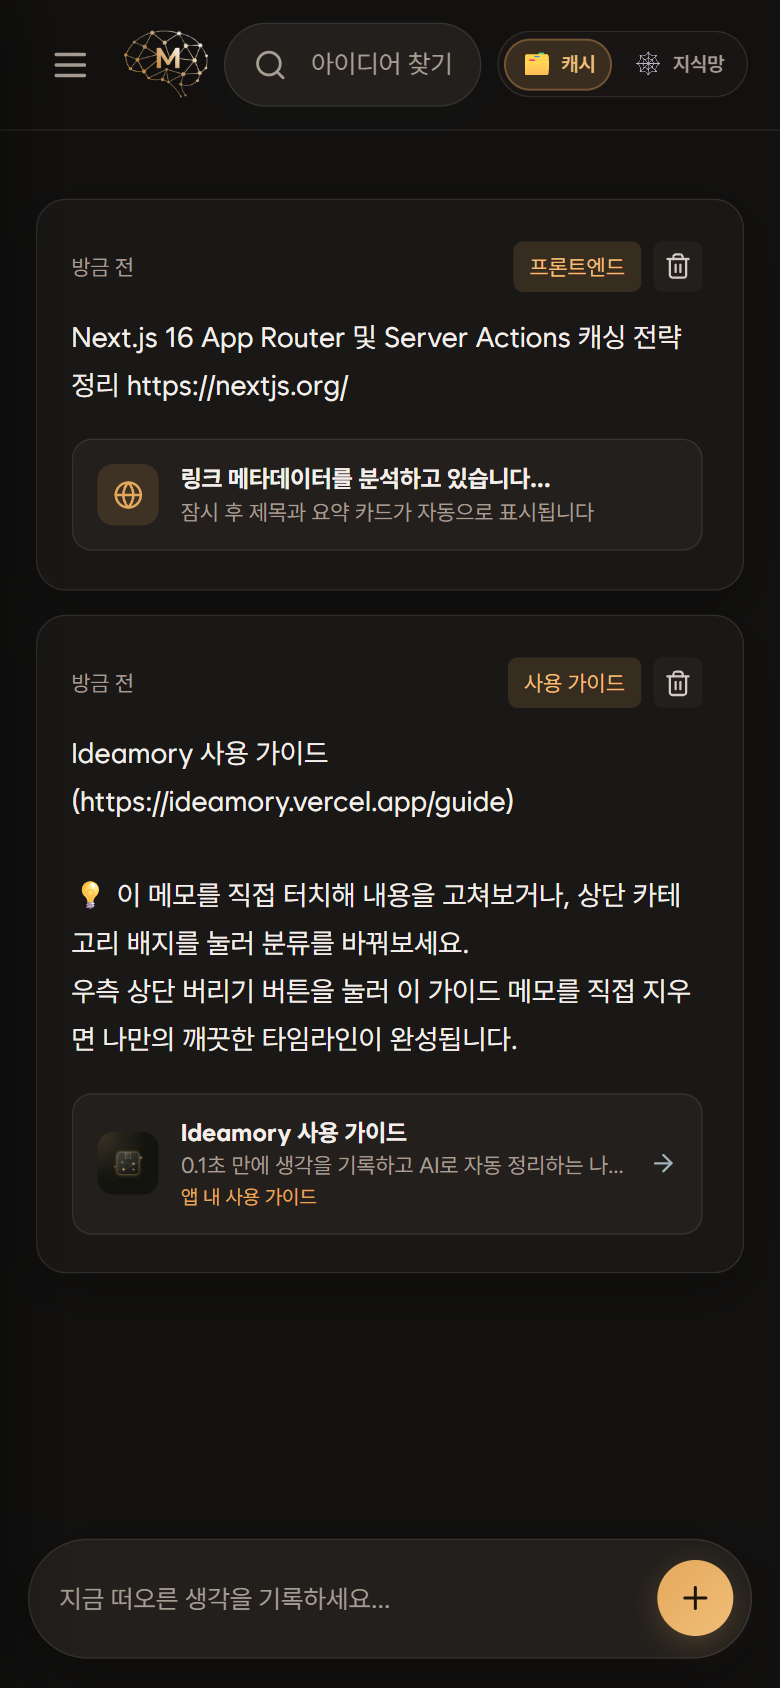 M
아이디어 찾기
캐시
지식망
방금 전
프론트엔드
Next.js 16 App Router 및 Server Actions 캐싱 전략
정리 https://nextjs.org/
링크 메타데이터를 분석하고 있습니다...
잠시 후 제목과 요약 카드가 자동으로 표시됩니다
방금 전
사용 가이드
Ideamory 사용 가이드
(https://ideamory.vercel.app/guide)
💡 이 메모를 직접 터치해 내용을 고쳐보거나, 상단 카테
고리 배지를 눌러 분류를 바꿔보세요.
우측 상단 버리기 버튼을 눌러 이 가이드 메모를 직접 지우
면 나만의 깨끗한 타임라인이 완성됩니다.
Ideamory 사용 가이드
0.1초 만에 생각을 기록하고 AI로 자동 정리하는 나...
앱 내 사용 가이드
지금 떠오른 생각을 기록하세요...